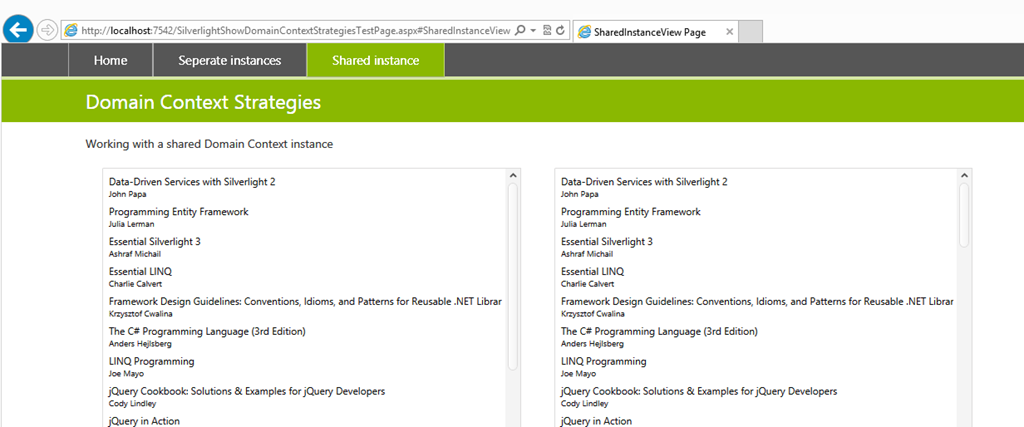 http://localhost:7542/SilverlightShowDomainContextStrategiesTestPage.aspx#SharedInstanceView
SharedInstanceView Page
Home
Seperate instances
Shared instance
Domain Context Strategies
Working with a shared Domain Context instance
Data-Driven Services with Silverlight 2
John Papa
Programming Entity Framework
Julia Lerman
Essential Silverlight 3
Ashraf Michail
Essential LINQ
Charlie Calvert
Framework Design Guidelines: Conventions, Idioms, and Patterns for Reusable .NET Librar
Krzysztof Cwalina
The C# Programming Language (3rd Edition)
Anders Hejlsberg
LINQ Programming
Joe Mayo
jQuery Cookbook: Solutions & Examples for jQuery Developers
Cody Lindley
jQuery in Action
Data-Driven Services with Silverlight 2
John Papa
Programming Entity Framework
Julia Lerman
Essential Silverlight 3
Ashraf Michail
Essential LINQ
Charlie Calvert
Framework Design Guidelines: Conventions, Idioms, and Patterns for Reusable .NET Librar
Krzysztof Cwalina
The C# Programming Language (3rd Edition)
Anders Hejlsberg
LINQ Programming
Joe Mayo
jQuery Cookbook: Solutions & Examples for jQuery Developers
Cody Lindley
jQuery in Action